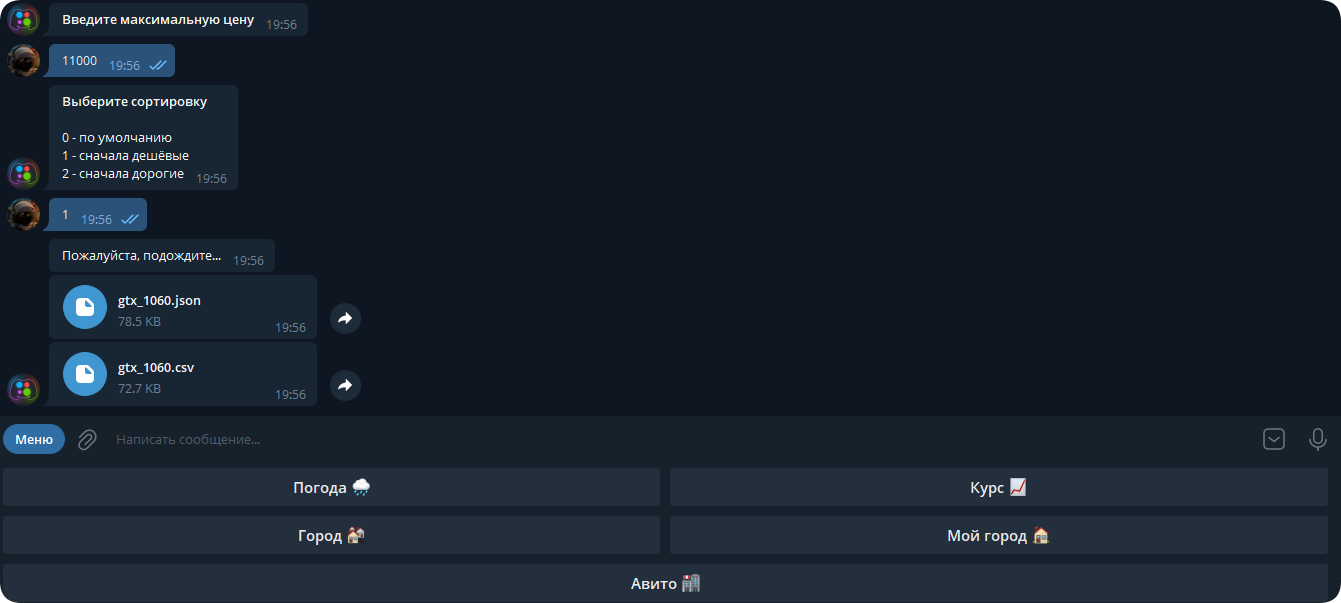 Введите максимальную цену 19:56
11000 19:56
Выберите сортировку
0 - по умолчанию
1 - сначала дешёвые
2 - сначала дорогие 19:56
1 19:56
Пожалуйста, подождите... 19:56
gtx_1060.json
78.5 KB 19:56
gtx_1060.csv
72.7 KB 19:56
Меню Написать сообщение...
Погода Курс
Город Мой город
Авито